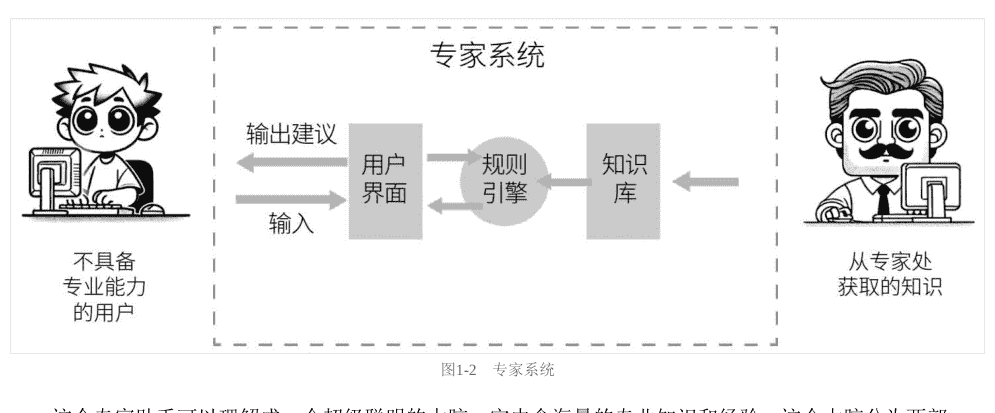 专家系统
输出建议
用户
界面
规则
引擎
知识
库
输入
不具备
专业能力
的用户
从专家处
获取的知识
图1-2 专家系统